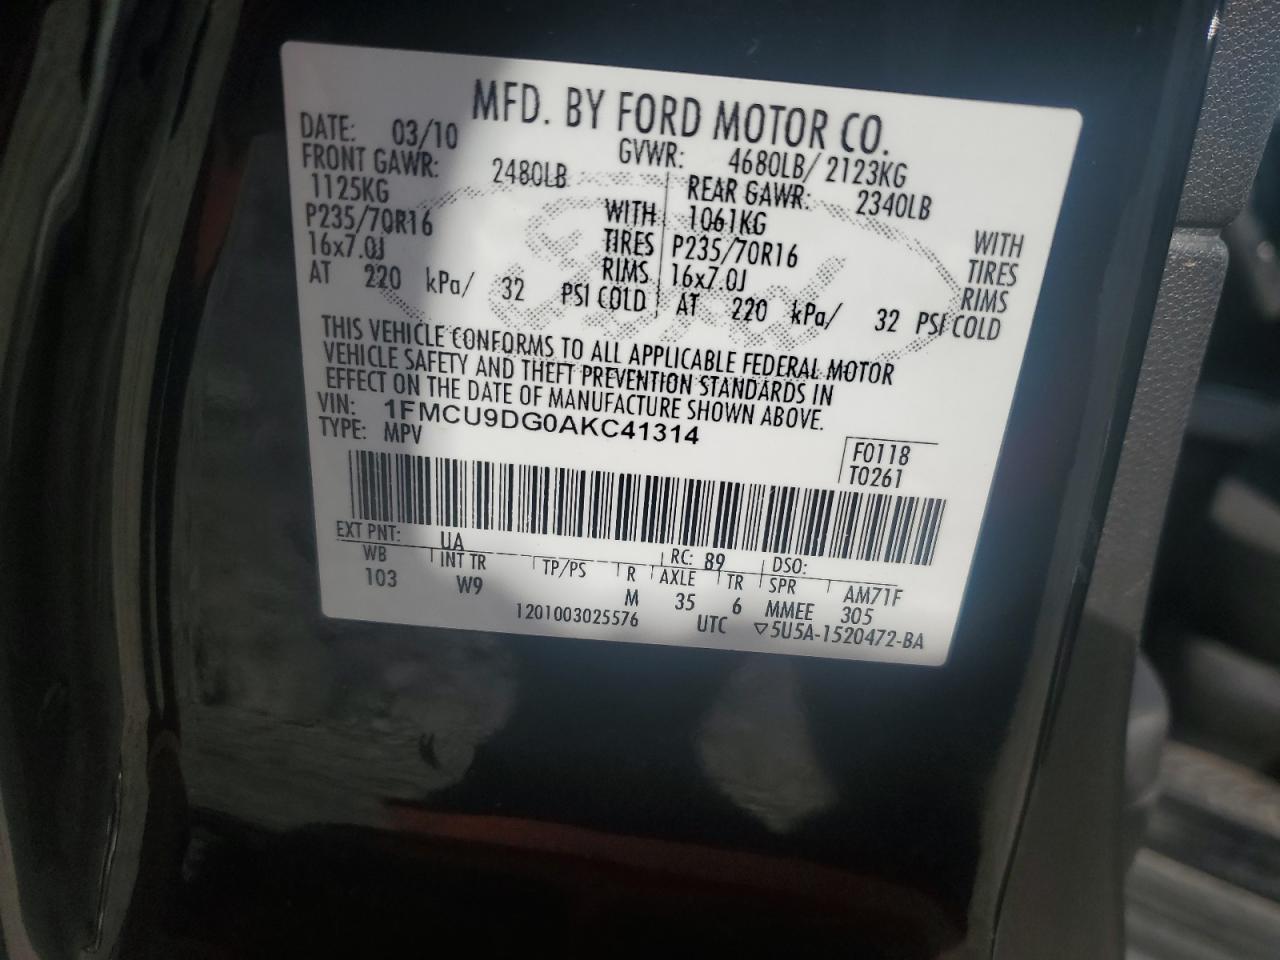 MFD. BY FORD MOTOR CO.
DATE: 03/10 GVWR: 4680LB/ 2123KG
FRONT GAWR: 2480LB REAR GAWR: 2340LB
1125KG WITH 1061KG WITH
P235/70R16 TIRES P235/70R16 TIRES
16x7.0J RIMS 16x7.0J RIMS
AT 220 kPa/ 32 PSI COLD AT 220 kPa/ 32 PSI COLD
Ford
THIS VEHICLE CONFORMS TO ALL APPLICABLE FEDERAL MOTOR
VEHICLE SAFETY AND THEFT PREVENTION STANDARDS IN
EFFECT ON THE DATE OF MANUFACTURE SHOWN ABOVE.
VIN: 1FMCU9DG0AKC41314
TYPE: MPV
F0118
T0261
EXT PNT: UA RC: 89 DSO:
WB INT TR TP/PS R AXLE TR SPR AM71F
103 W9 M 35 6 MMEE 305
1201003025576 UTC ▽5U5A-1520472-BA